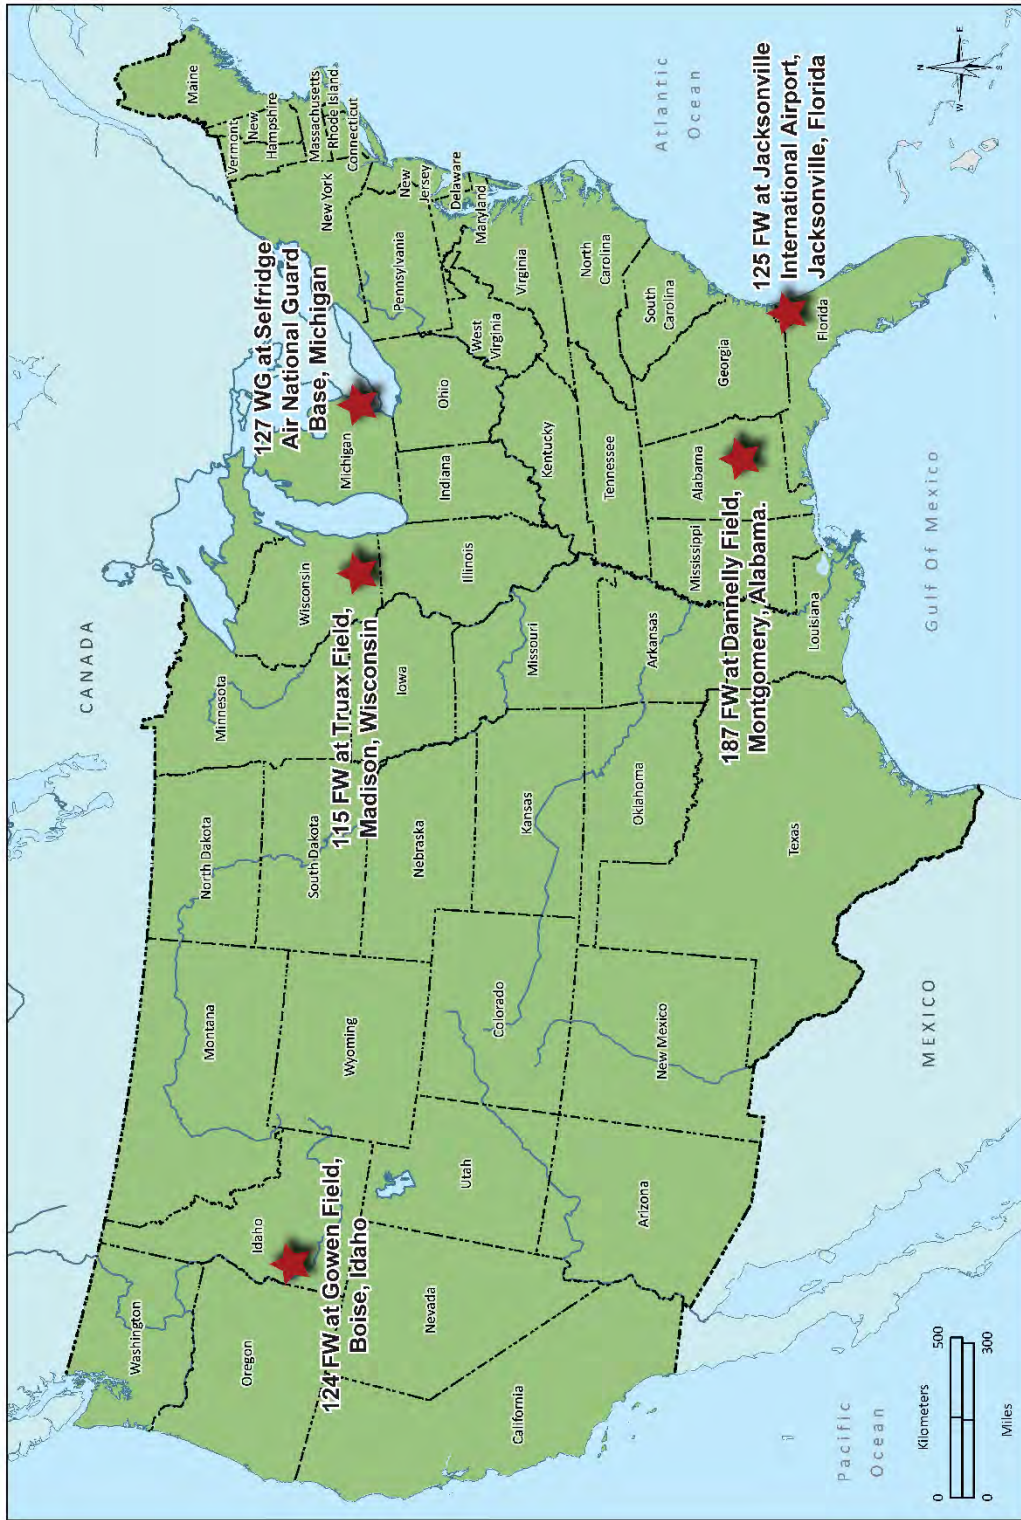 CANADA
Washington
Oregon
Idaho
Montana
North Dakota
South Dakota
Minnesota
Wisconsin
Michigan
Wyoming
Nebraska
Iowa
Illinois
Indiana
Ohio
Pennsylvania
New York
Vermont
New
Hampshire
Maine
Massachusetts
Rhode Island
Connecticut
New
Jersey
Delaware
Maryland
West
Virginia
Virginia
North
Carolina
South
Carolina
Georgia
Florida
Kentucky
Tennessee
Alabama
Mississippi
Louisiana
Arkansas
Missouri
Kansas
Oklahoma
Texas
Colorado
New Mexico
Utah
Arizona
Nevada
California
124 FW at Gowen Field,
Boise, Idaho
115 FW at Truax Field,
Madison, Wisconsin
127 WG at Selfridge
Air National Guard
Base, Michigan
187 FW at Dannelly Field,
Montgomery, Alabama.
125 FW at Jacksonville
International Airport,
Jacksonville, Florida
Atlantic
Ocean
Gulf Of Mexico
MEXICO
Pacific
Ocean
N
W
E
S
Kilometers
0
500
0
300
Miles